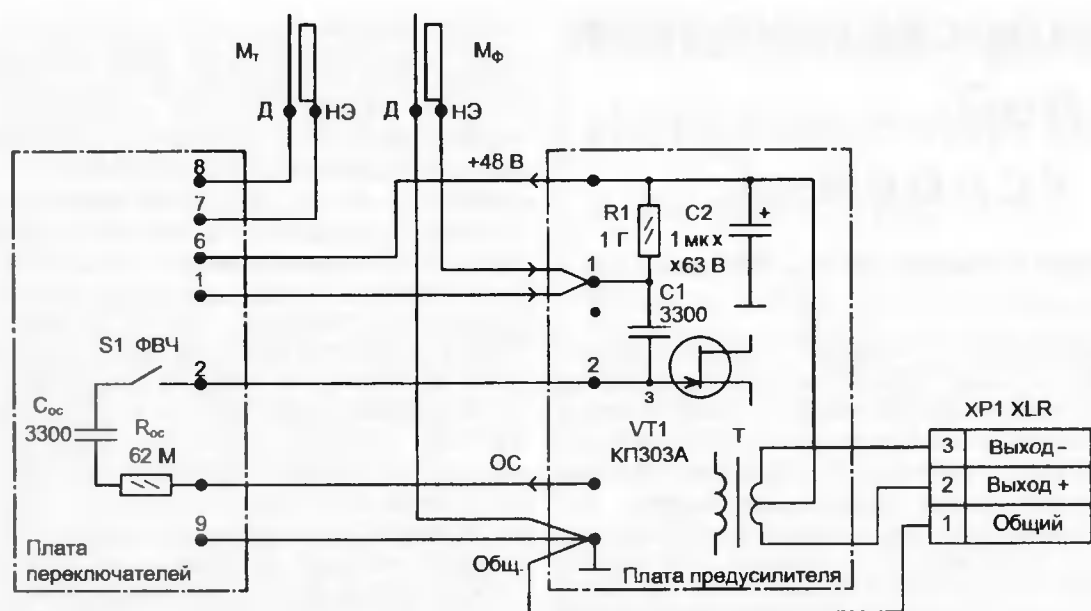 Мт
Мф
Д
НЭ
Д
НЭ
+48 В
8
7
6
1
R1
1 Г
C2
1 мк х
х63 В
1
C1
3300
S1 ФВЧ
2
2
з
Cос
3300
Rос
62 М
VT1
КП303А
Т
ОС
XP1 XLR
3 Выход –
2 Выход +
1 Общий
9
Плата
переключателей
Общ.
Плата предусилителя